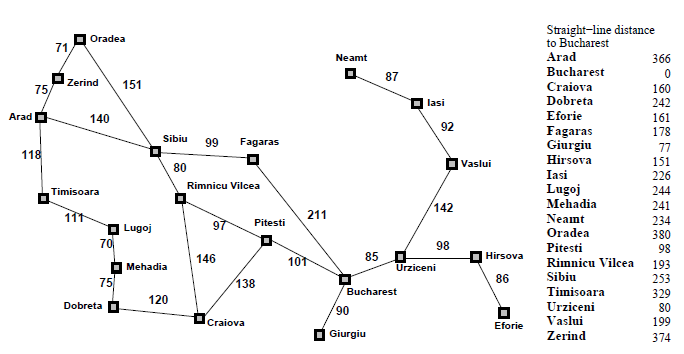 Oradea
71
Neamt
87
Zerind
151
75
Iasi
Arad
140
92
Sibiu
99
Fagaras
118
80
Vaslui
Rimnicu Vilcea
Timisoara
142
111
211
Lugoj
97
Pitesti
70
98
Hirsova
146
101
85
Mehadia
Urziceni
86
75
138
Bucharest
Dobreta
120
90
Craiova
Eforie
Giurgiu
Straight−line distance
to Bucharest
Arad 366
Bucharest 0
Craiova 160
Dobreta 242
Eforie 161
Fagaras 178
Giurgiu 77
Hirsova 151
Iasi 226
Lugoj 244
Mehadia 241
Neamt 234
Oradea 380
Pitesti 98
Rimnicu Vilcea 193
Sibiu 253
Timisoara 329
Urziceni 80
Vaslui 199
Zerind 374